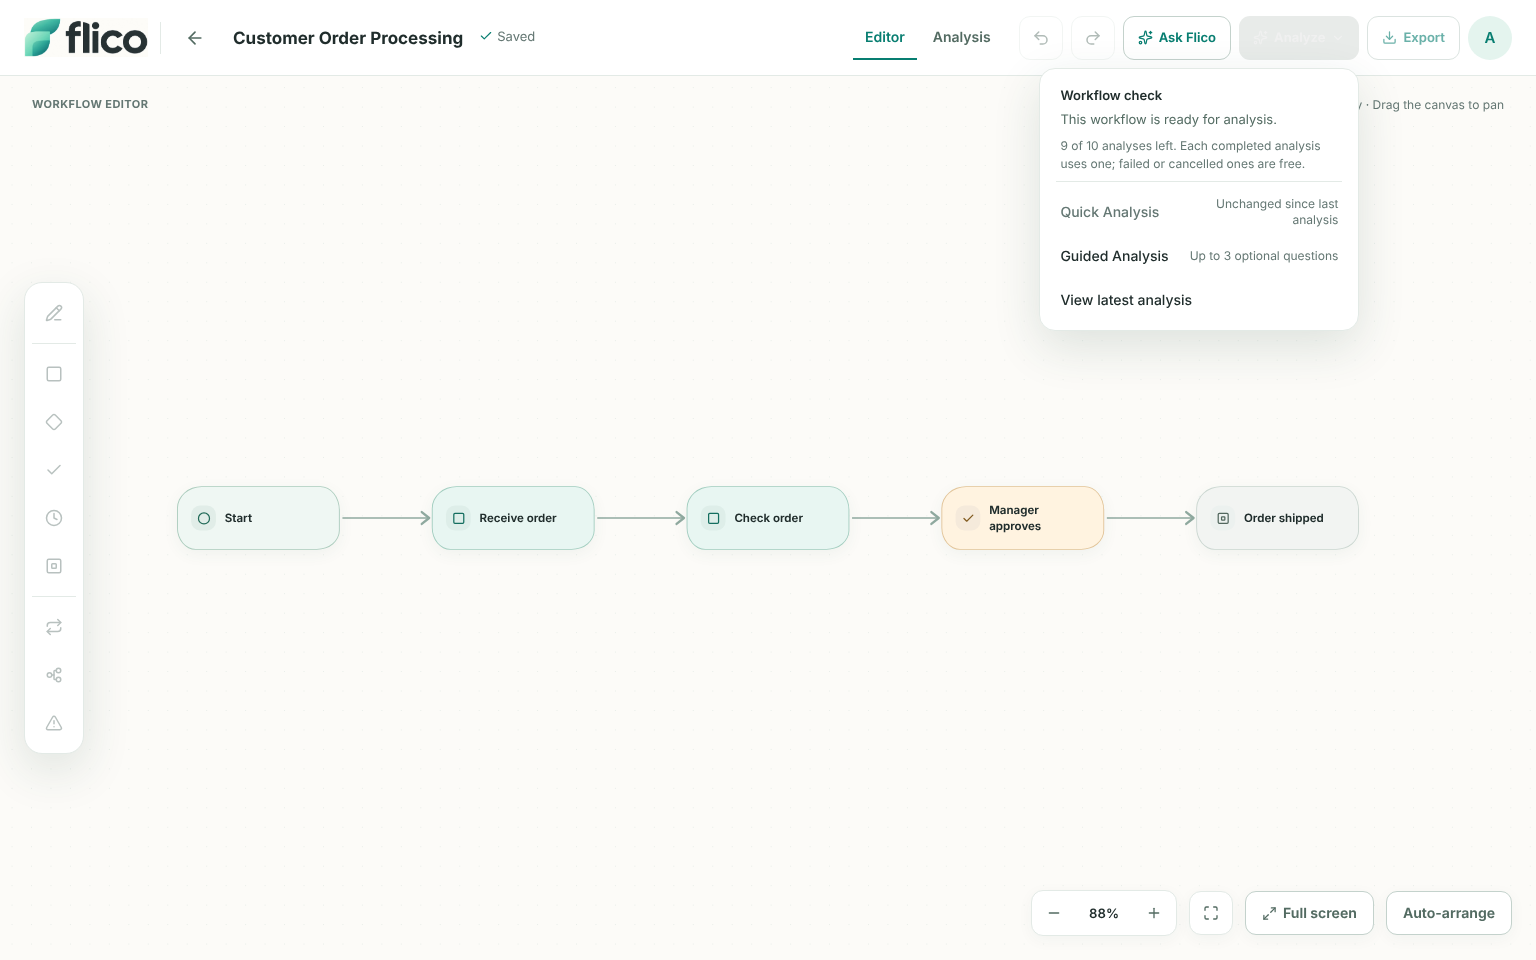 flico
Customer Order Processing
Saved
Editor
Analysis
Ask Flico
Analyze
Export
A
WORKFLOW EDITOR
· Drag the canvas to pan
Workflow check
This workflow is ready for analysis.
9 of 10 analyses left. Each completed analysis
uses one; failed or cancelled ones are free.
Quick Analysis
Unchanged since last
analysis
Guided Analysis
Up to 3 optional questions
View latest analysis
Start
Receive order
Check order
Manager
approves
Order shipped
88%
Full screen
Auto-arrange